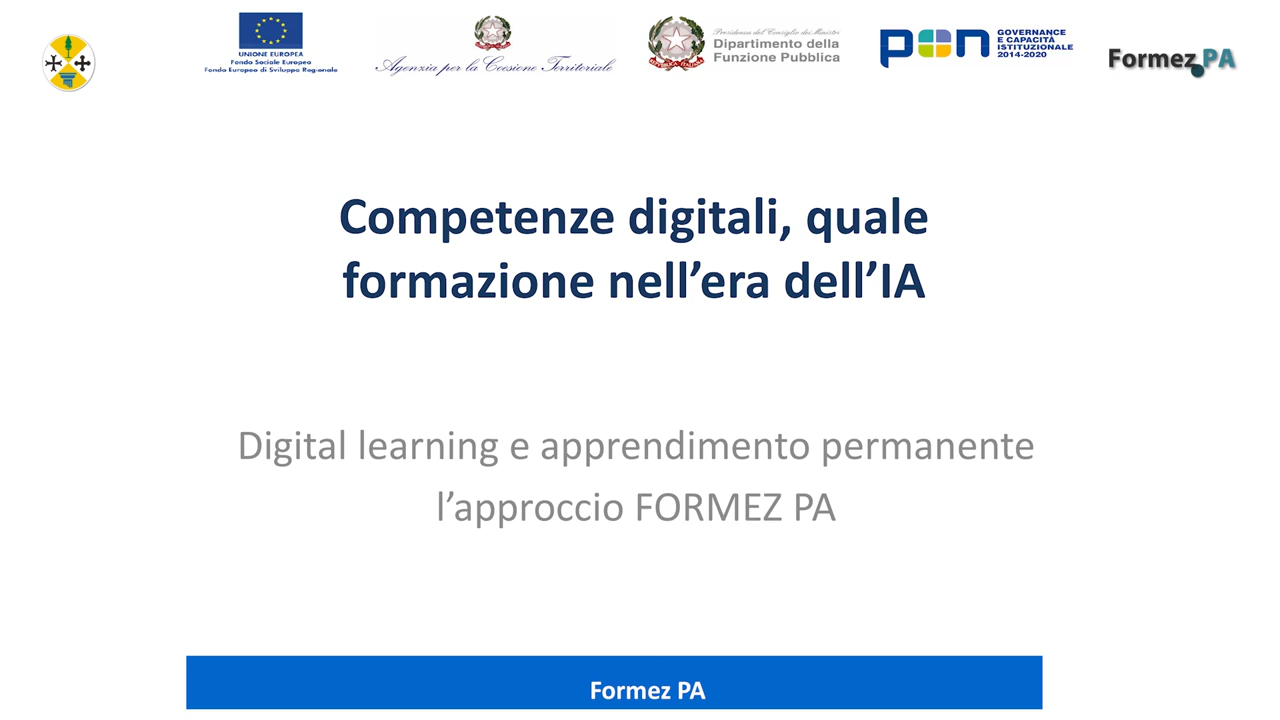 UNIONE EUROPEA
Fondo Sociale Europeo
Fondo Europeo di Sviluppo Regionale
Agenzia per la Coesione Territoriale
Presidenza del Consiglio dei Ministri
Dipartimento della
Funzione Pubblica
pon
GOVERNANCE
E CAPACITÀ
ISTITUZIONALE
2014-2020
Formez PA
Competenze digitali, quale
formazione nell’era dell’IA
Digital learning e apprendimento permanente
l’approccio FORMEZ PA
Formez PA